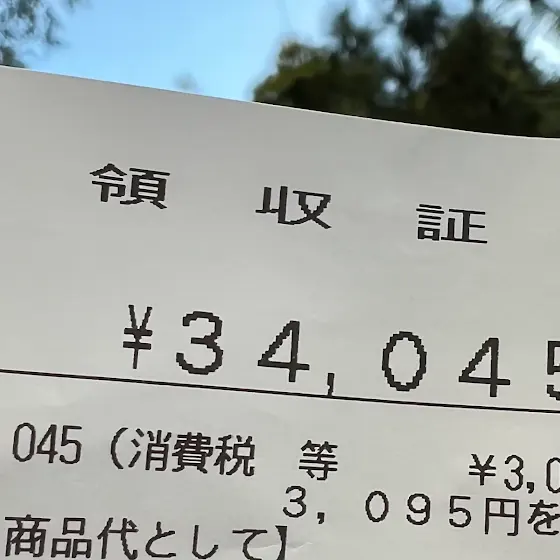 領 収 証
¥34,045
045(消費税 等 ¥3,0
3,095円を
商品代として】